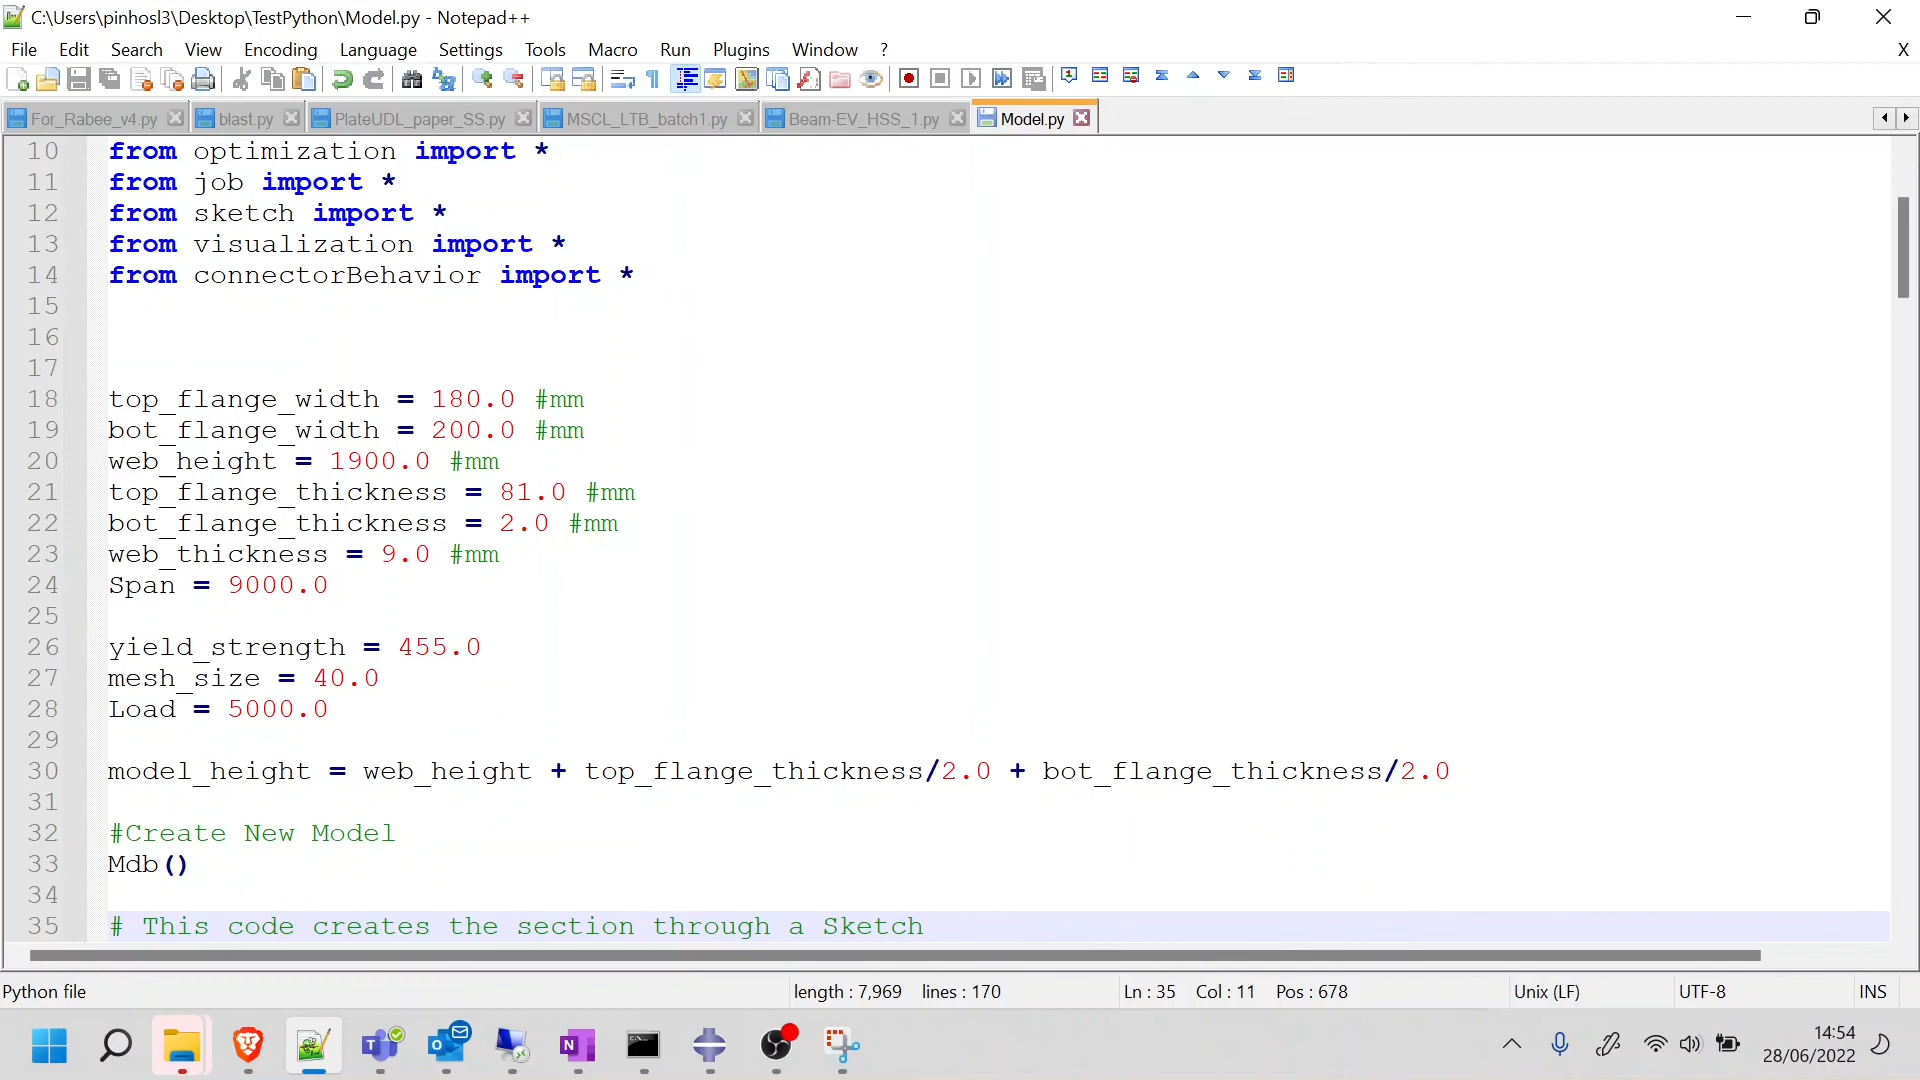 C:\Users\pinhosl3\Desktop\TestPython\Model.py - Notepad++
File Edit Search View Encoding Language Settings Tools Macro Run Plugins Window ? X
For_Rabee_v4.py blast.py PlateUDL_paper_SS.py MSCL_LTB_batch1.py Beam-EV_HSS_1.py Model.py
10 from optimization import *
11 from job import *
12 from sketch import *
13 from visualization import *
14 from connectorBehavior import *
15
16
17
18 top_flange_width = 180.0 #mm
19 bot_flange_width = 200.0 #mm
20 web_height = 1900.0 #mm
21 top_flange_thickness = 81.0 #mm
22 bot_flange_thickness = 2.0 #mm
23 web_thickness = 9.0 #mm
24 Span = 9000.0
25
26 yield_strength = 455.0
27 mesh_size = 40.0
28 Load = 5000.0
29
30 model_height = web_height + top_flange_thickness/2.0 + bot_flange_thickness/2.0
31
32 #Create New Model
33 Mdb()
34
35 # This code creates the section through a Sketch
Python file length : 7,969 lines : 170 Ln : 35 Col : 11 Pos : 678 Unix (LF) UTF-8 INS
14:54
28/06/2022